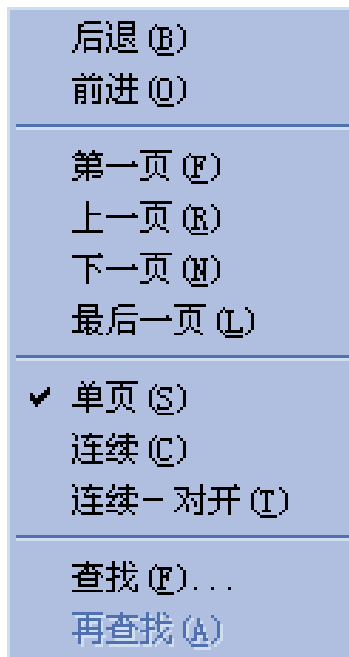 后退(B)
前进(O)
第一页(F)
上一页(R)
下一页(N)
最后一页(L)
单页(S)
连续(C)
连续－对开(T)
查找(F)...
再查找(A)